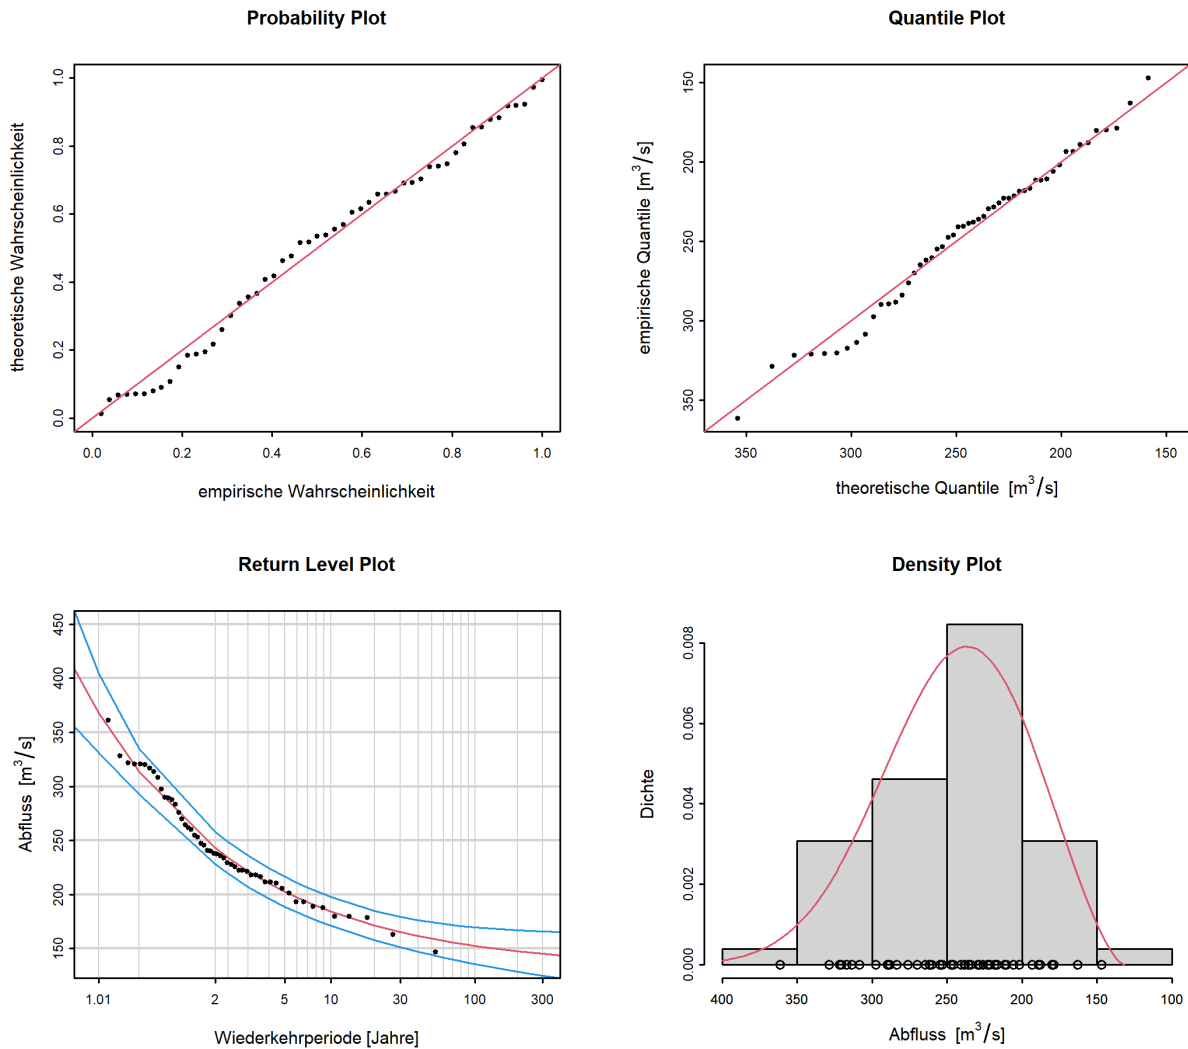 Probability Plot
theoretische Wahrscheinlichkeit
0.0 0.2 0.4 0.6 0.8 1.0
0.0 0.2 0.4 0.6 0.8 1.0
empirische Wahrscheinlichkeit
Quantile Plot
empirische Quantile [m³/s]
350 300 250 200 150
350 300 250 200 150
theoretische Quantile [m³/s]
Return Level Plot
Abfluss [m³/s]
150 200 250 300 350 400 450
1.01 2 5 10 30 100 300
Wiederkehrperiode [Jahre]
Density Plot
Dichte
0.000 0.002 0.004 0.006 0.008
400 350 300 250 200 150 100
Abfluss [m³/s]